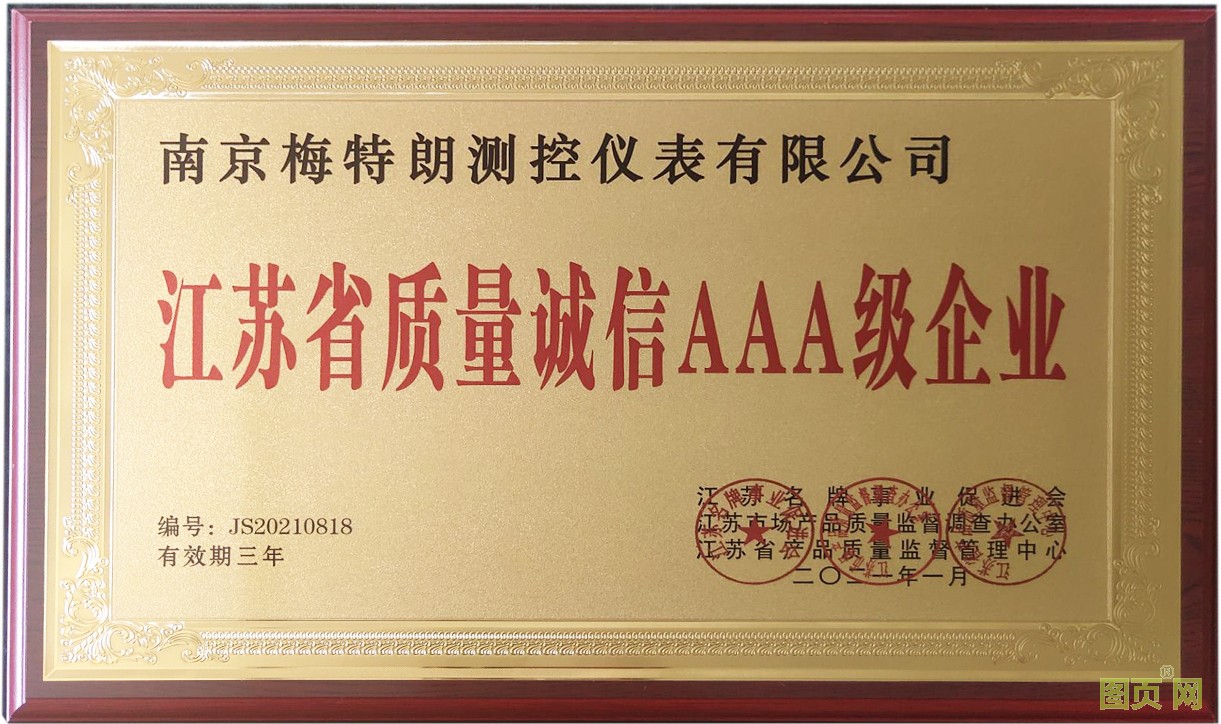 南京梅特朗测控仪表有限公司
江苏省质量诚信AAA级企业
编号：JS20210818
有效期三年
江苏名牌事业促进会
江苏市场产品质量监督调查办公室
江苏省产品质量监督管理中心
二〇二一年一月
图页网®